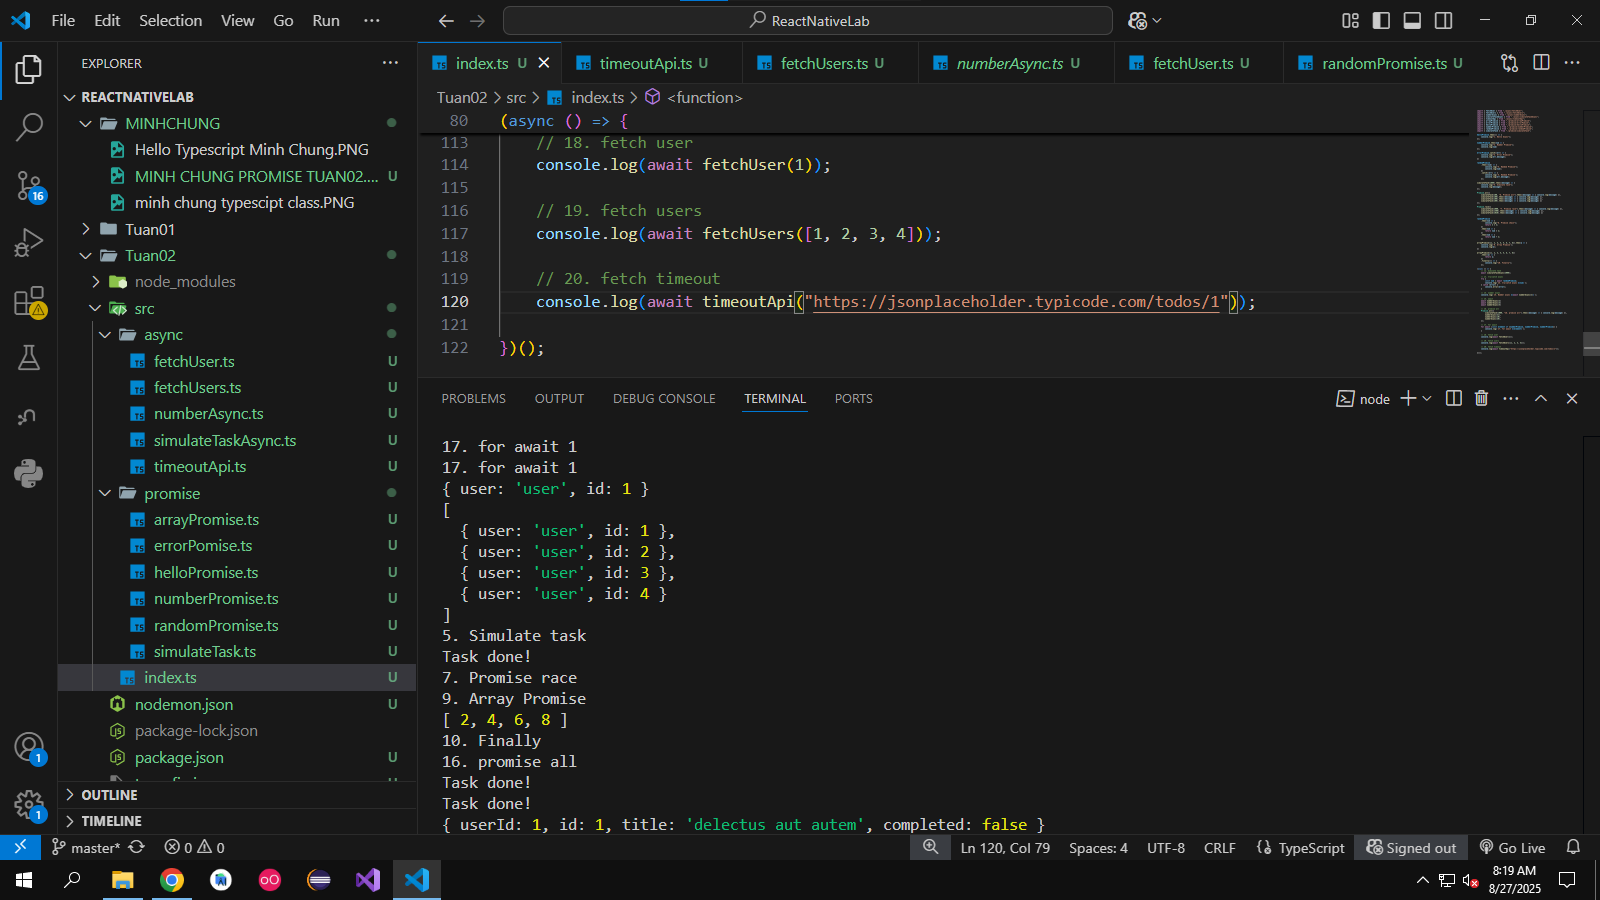 File Edit Selection View Go Run ···
ReactNativeLab
EXPLORER
REACTNATIVELAB
MINHCHUNG
Hello Typescript Minh Chung.PNG
MINH CHUNG PROMISE TUAN02.... U
minh chung typescipt class.PNG
Tuan01
Tuan02
node_modules
src
async
fetchUser.ts U
fetchUsers.ts U
numberAsync.ts U
simulateTaskAsync.ts U
timeoutApi.ts U
promise
arrayPromise.ts U
errorPomise.ts U
helloPromise.ts U
numberPromise.ts U
randomPromise.ts U
simulateTask.ts U
index.ts U
nodemon.json U
package-lock.json
package.json U
OUTLINE
TIMELINE
16
1
1
index.ts U
timeoutApi.ts U
fetchUsers.ts U
numberAsync.ts U
fetchUser.ts U
randomPromise.ts U
Tuan02 > src > index.ts > <function>
80 (async () => {
113 // 18. fetch user
114 console.log(await fetchUser(1));
115
116 // 19. fetch users
117 console.log(await fetchUsers([1, 2, 3, 4]));
118
119 // 20. fetch timeout
120 console.log(await timeoutApi("https://jsonplaceholder.typicode.com/todos/1"));
121
122 })();
PROBLEMS OUTPUT DEBUG CONSOLE TERMINAL PORTS
node
17. for await 1
17. for await 1
{ user: 'user', id: 1 }
[
{ user: 'user', id: 1 },
{ user: 'user', id: 2 },
{ user: 'user', id: 3 },
{ user: 'user', id: 4 }
]
5. Simulate task
Task done!
7. Promise race
9. Array Promise
[ 2, 4, 6, 8 ]
10. Finally
16. promise all
Task done!
Task done!
{ userId: 1, id: 1, title: 'delectus aut autem', completed: false }
master* 0 0
Ln 120, Col 79 Spaces: 4 UTF-8 CRLF {} TypeScript Signed out Go Live
8:19 AM
8/27/2025